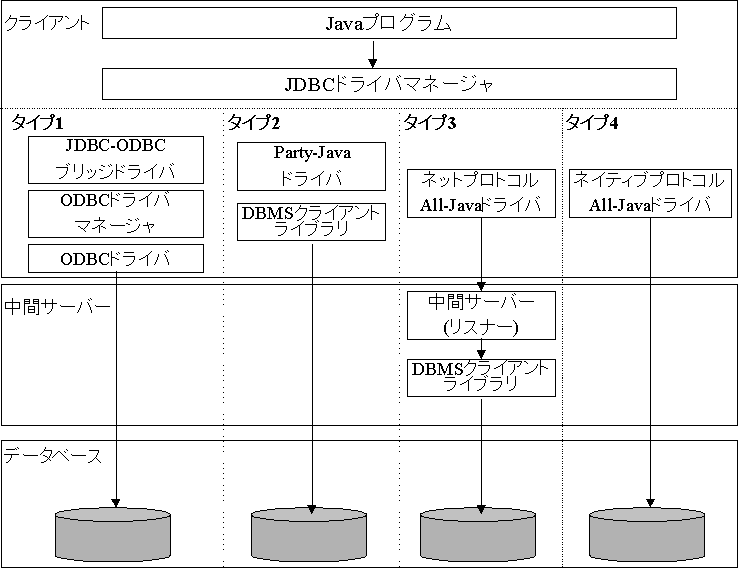 クライアント
Javaプログラム
JDBCドライバマネージャ
タイプ1
JDBC-ODBC
ブリッジドライバ
ODBCドライバ
マネージャ
ODBCドライバ
タイプ2
Party-Java
ドライバ
DBMSクライアント
ライブラリ
タイプ3
ネットプロトコル
All-Javaドライバ
タイプ4
ネイティブプロトコル
All-Javaドライバ
中間サーバー
中間サーバー
(リスナー)
DBMSクライアント
ライブラリ
データベース